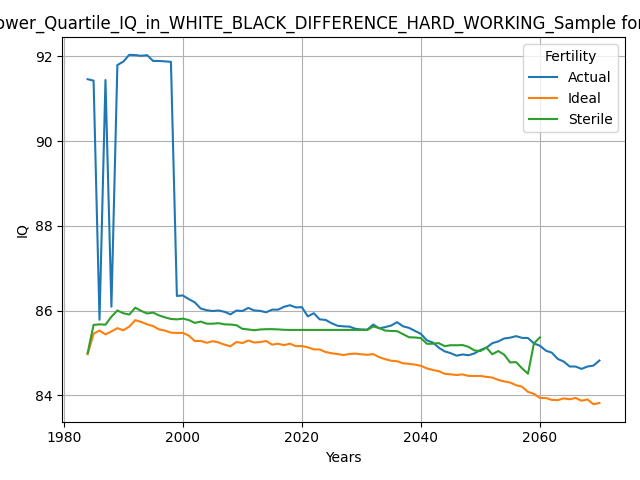 ower_Quartile_IQ_in_WHITE_BLACK_DIFFERENCE_HARD_WORKING_Sample for
Fertility
Actual
Ideal
Sterile
92
90
88
86
84
IQ
1980 2000 2020 2040 2060
Years